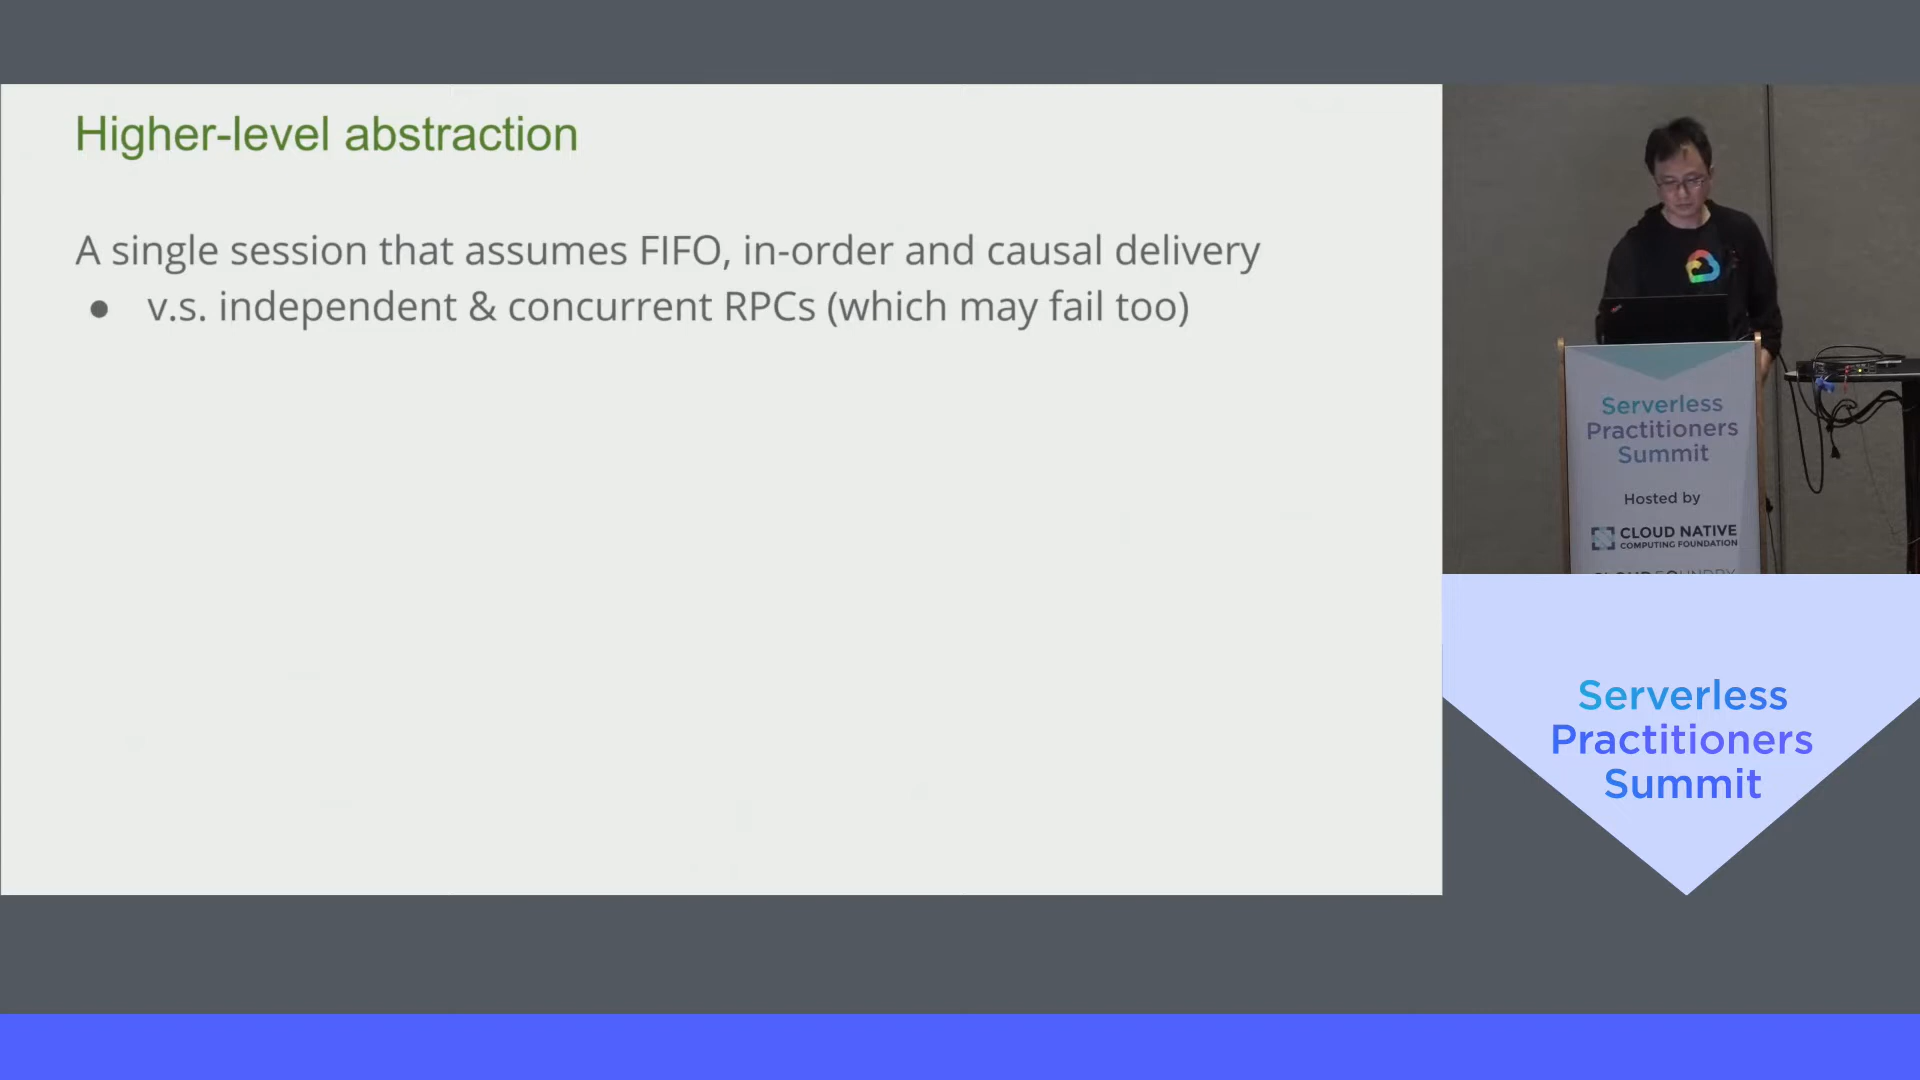 Higher-level abstraction
A single session that assumes FIFO, in-order and causal delivery
● v.s. independent & concurrent RPCs (which may fail too)
Serverless
Practitioners
Summit
Hosted by
CLOUD NATIVE
COMPUTING FOUNDATION
Serverless
Practitioners
Summit